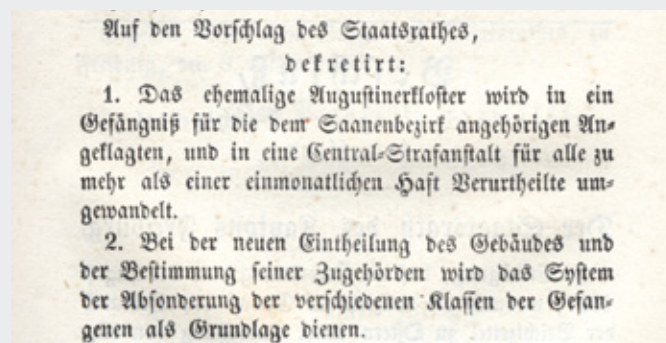 Auf den Vorschlag des Staatsrathes,
dekretirt:
1. Das ehemalige Augustinerkloster wird in ein
Gefängniß für die dem Saanenbezirk angehörigen An⸗
geklagten, und in eine Central-Strafanstalt für alle zu
mehr als einer einmonatlichen Haft Verurtheilte um⸗
gewandelt.
2. Bei der neuen Eintheilung des Gebäudes und
der Bestimmung seiner Zugehörden wird das System
der Absonderung der verschiedenen Klassen der Gefan⸗
genen als Grundlage dienen.